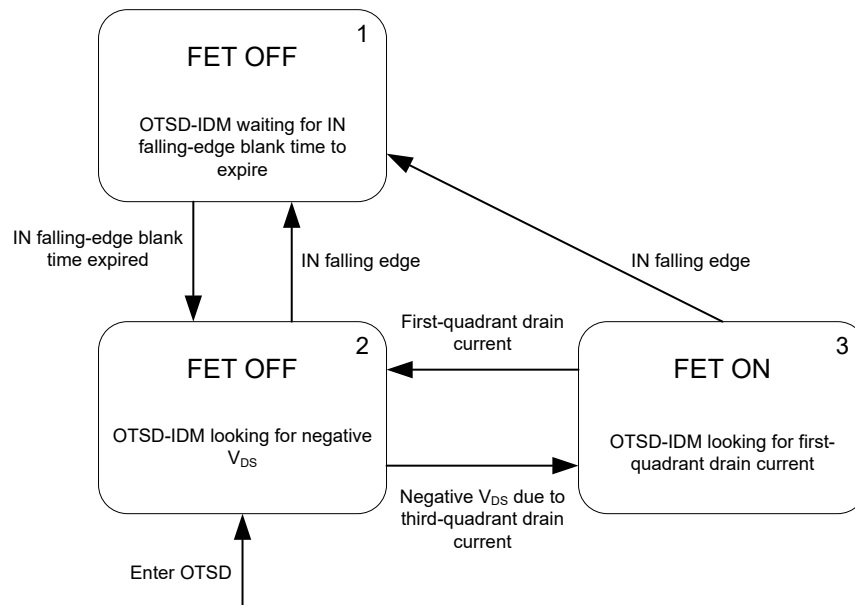 1
FET OFF
OTSD-IDM waiting for IN
falling-edge blank time to
expire
IN falling-edge blank
time expired
IN falling edge
IN falling edge
First-quadrant drain
current
2
FET OFF
OTSD-IDM looking for negative
VDS
3
FET ON
OTSD-IDM looking for first-
quadrant drain current
Negative VDS due to
third-quadrant drain
current
Enter OTSD